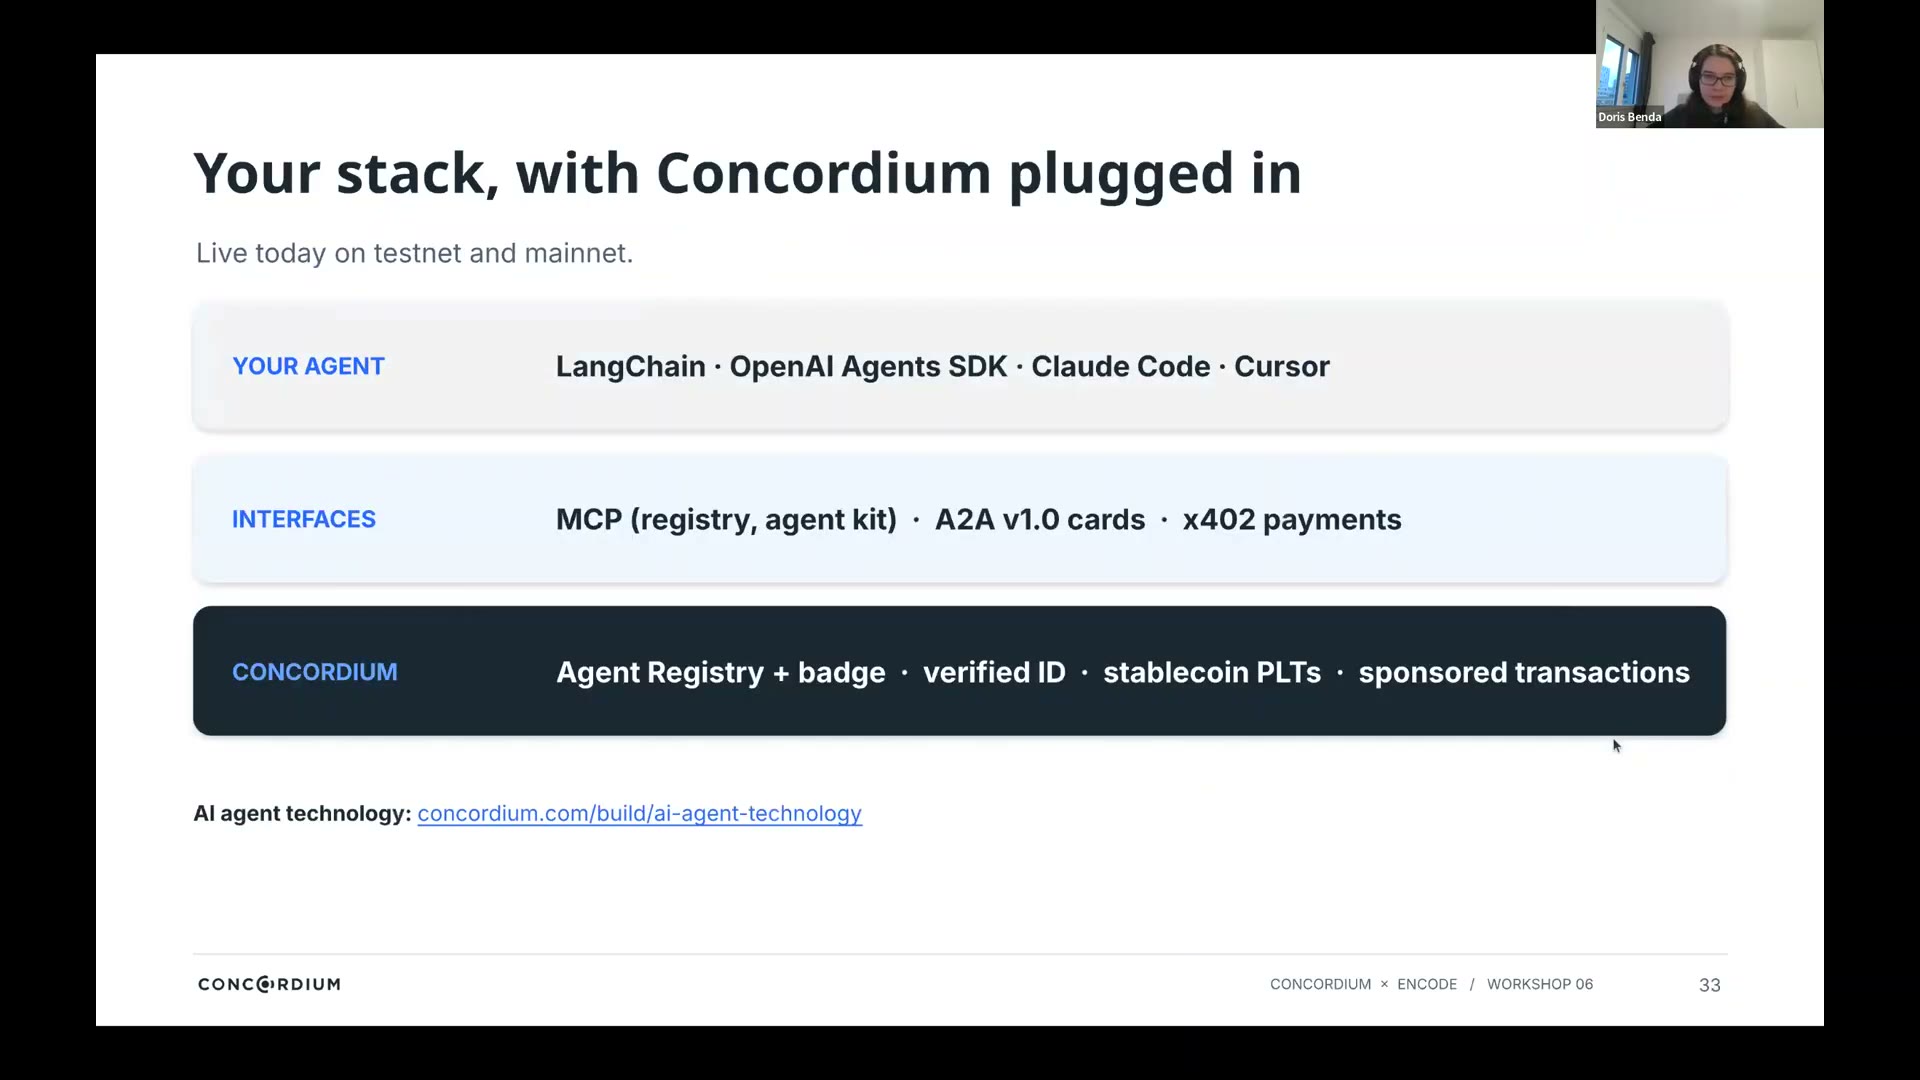 Doris Benda
Your stack, with Concordium plugged in
Live today on testnet and mainnet.
YOUR AGENT
LangChain · OpenAI Agents SDK · Claude Code · Cursor
INTERFACES
MCP (registry, agent kit) · A2A v1.0 cards · x402 payments
CONCORDIUM
Agent Registry + badge · verified ID · stablecoin PLTs · sponsored transactions
AI agent technology: concordium.com/build/ai-agent-technology
CONCORDIUM
CONCORDIUM × ENCODE / WORKSHOP 06
33